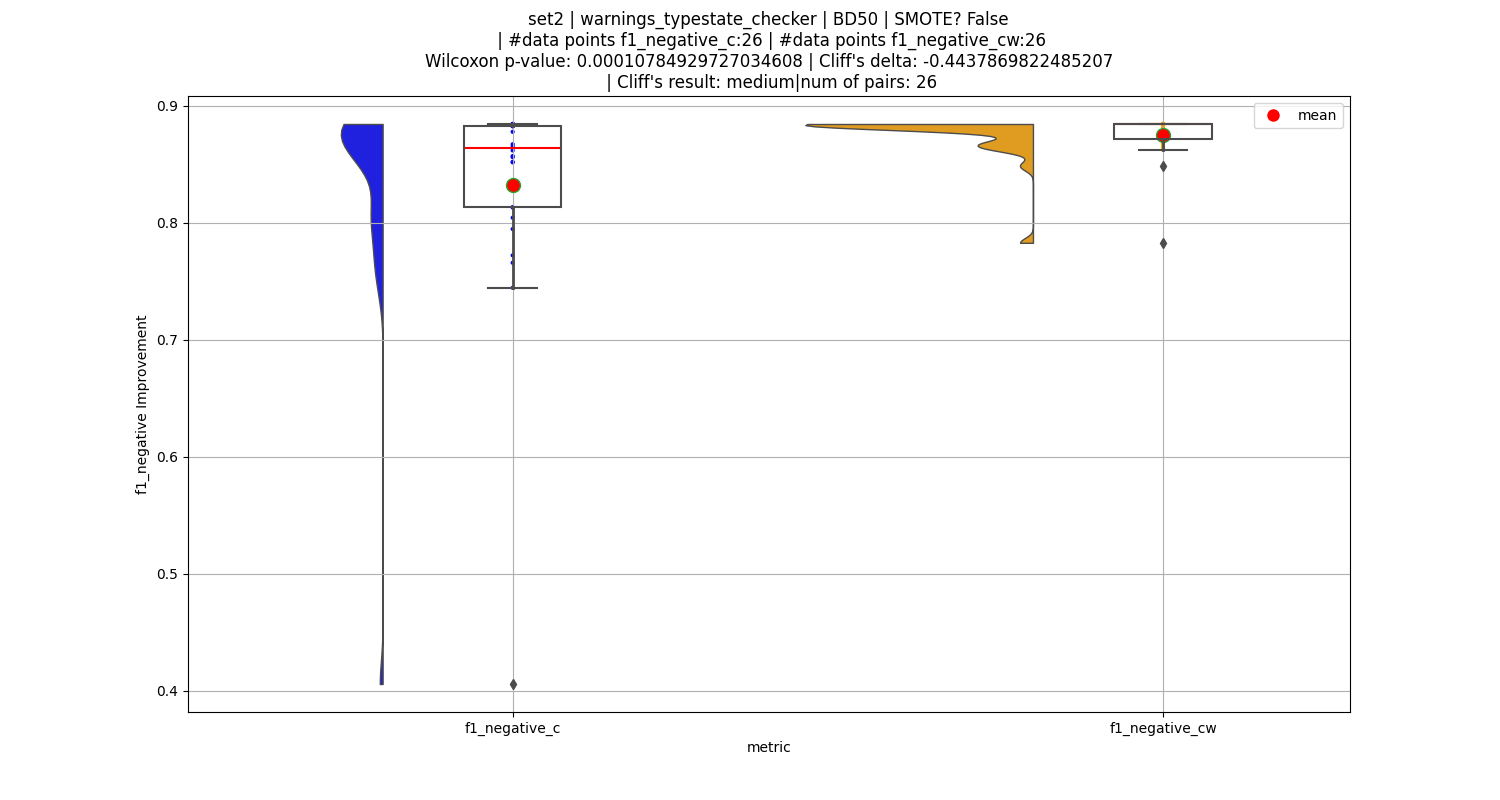 set2 | warnings_typestate_checker | BD50 | SMOTE? False
| #data points f1_negative_c:26 | #data points f1_negative_cw:26
Wilcoxon p-value: 0.00010784929727034608 | Cliff's delta: -0.4437869822485207
| Cliff's result: medium|num of pairs: 26
mean
0.9
0.8
0.7
0.6
0.5
0.4
f1_negative Improvement
f1_negative_c
f1_negative_cw
metric